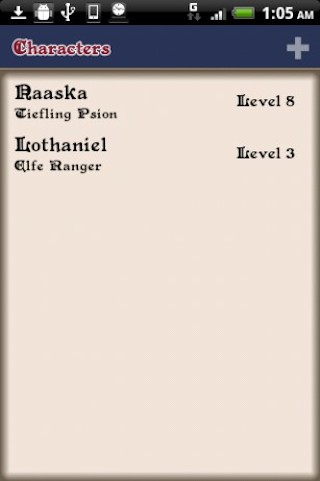 G
1:05 AM
Characters
Naaska
Level 8
Tiefling Psion
Lothaniel
Level 3
Elfe Ranger